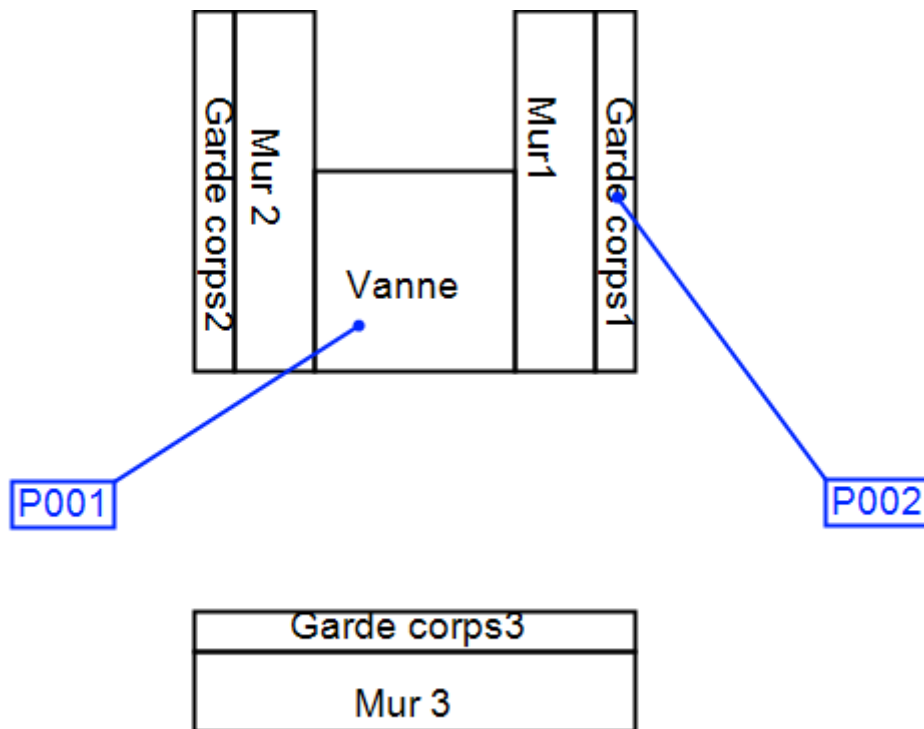 Garde corps2
Mur 2
Mur1
Garde corps1
Vanne
P001
P002
Garde corps3
Mur 3